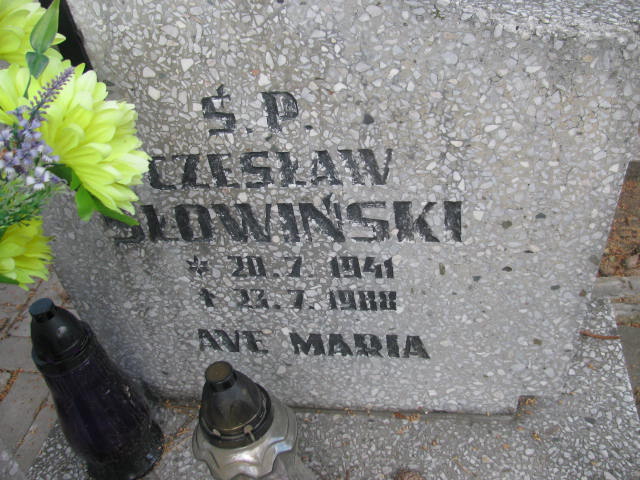 Ś.P.
CZESŁAW
SŁOWIŃSKI
* 20.7.1941
† 23.7.1988
AVE MARIA